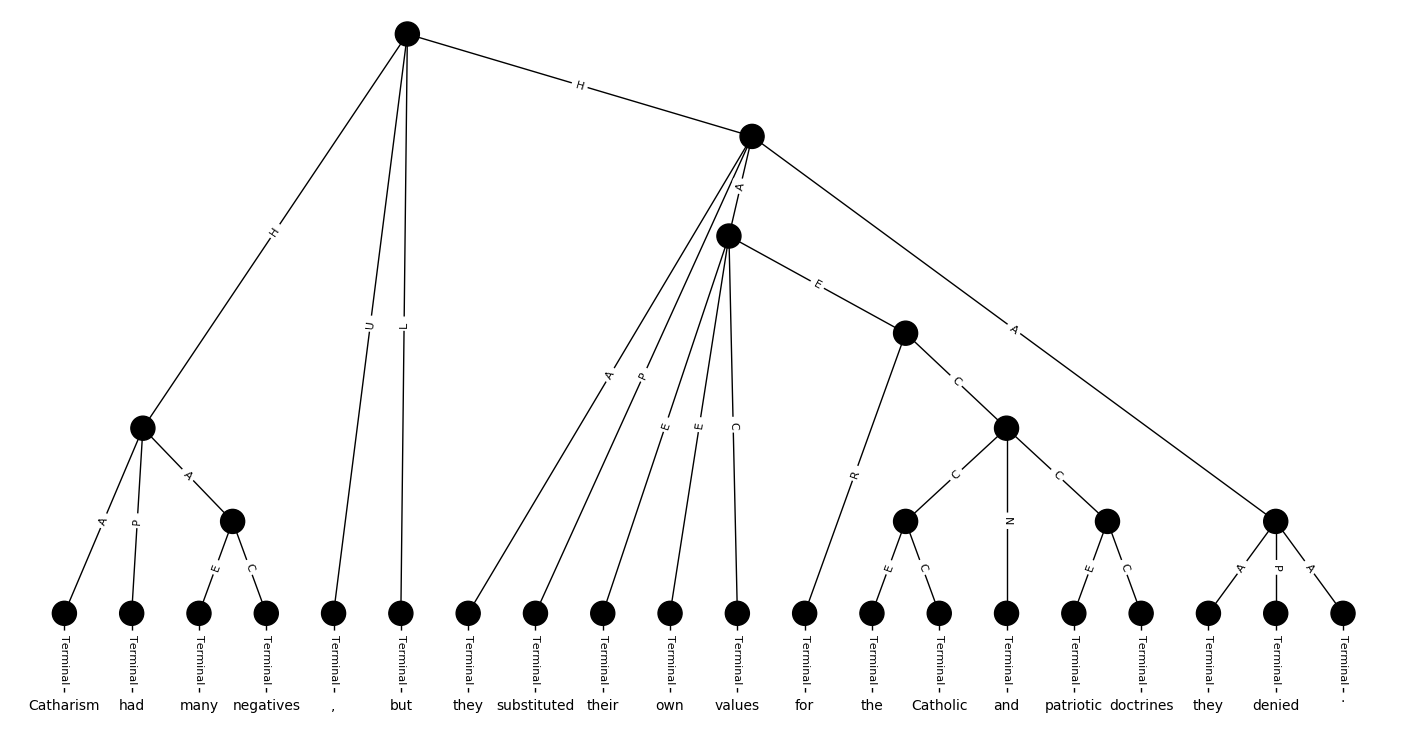 H
A
H
E
A
U L
A P
C
E E C
R A C C
A P N
E C E C E C A P A
Terminal Terminal Terminal Terminal Terminal Terminal Terminal Terminal Terminal Terminal Terminal Terminal Terminal Terminal Terminal Terminal Terminal Terminal Terminal Terminal
Catharism had many negatives , but they substituted their own values for the Catholic and patriotic doctrines they denied .